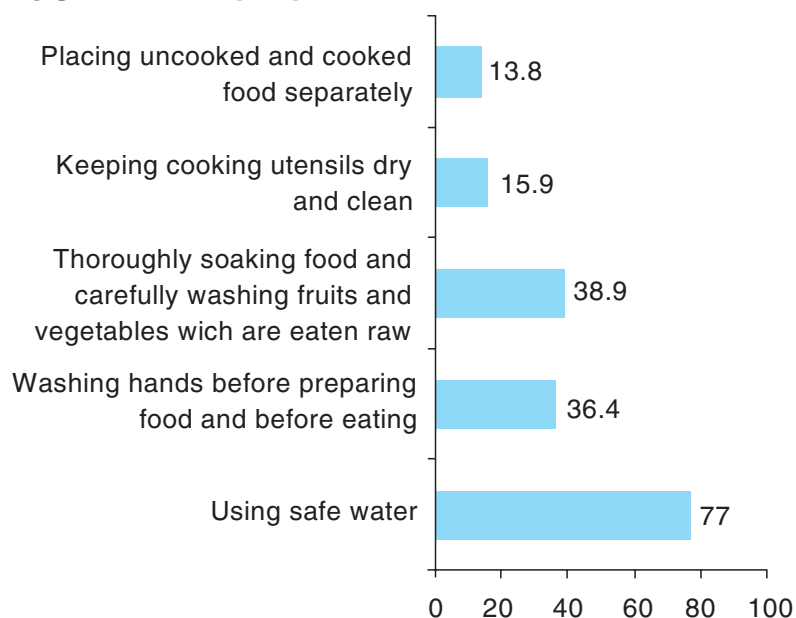 Placing uncooked and cooked
food separately
13.8
Keeping cooking utensils dry
and clean
15.9
Thoroughly soaking food and
carefully washing fruits and
vegetables wich are eaten raw
38.9
Washing hands before preparing
food and before eating
36.4
Using safe water
77
0 20 40 60 80 100